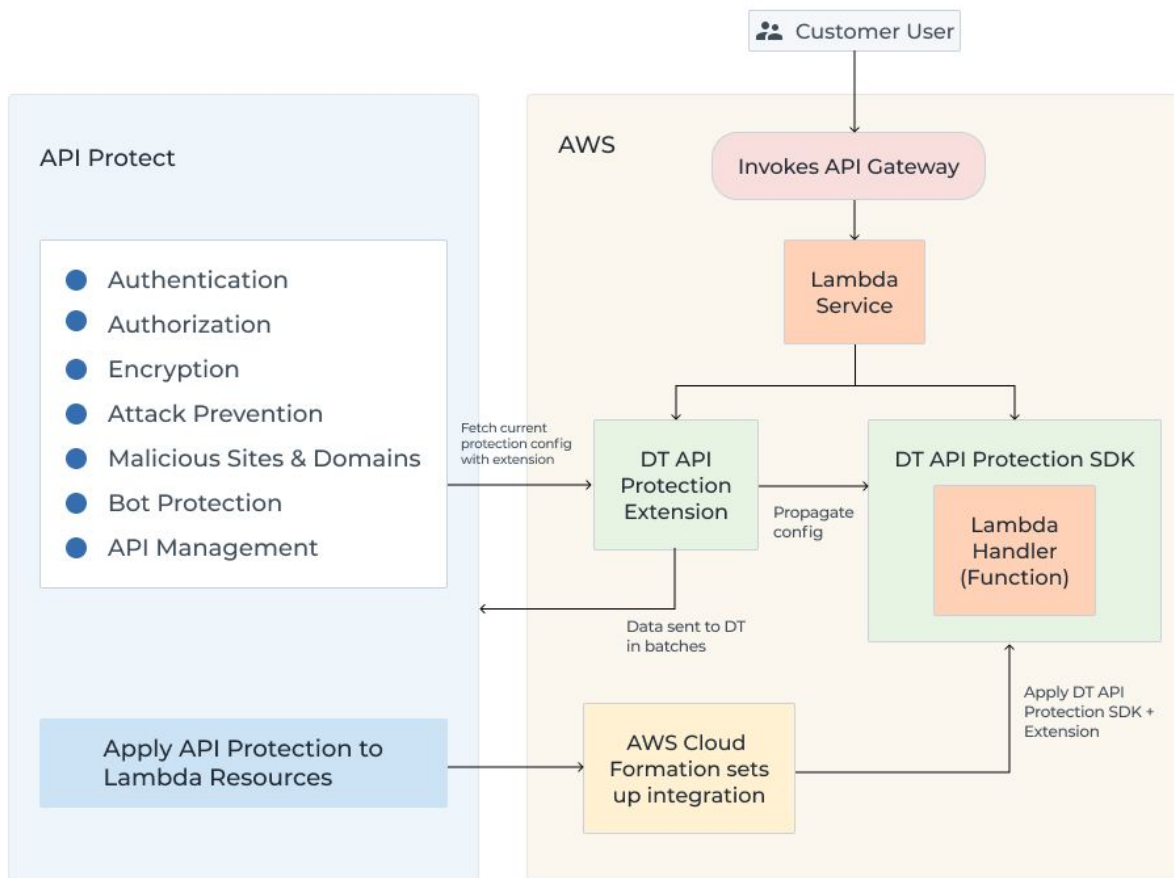 Customer User
API Protect
AWS
Invokes API Gateway
Lambda
Service
Authentication
Authorization
Encryption
Attack Prevention
Malicious Sites & Domains
Bot Protection
API Management
Fetch current
protection config
with extension
DT API
Protection
Extension
Propagate
config
DT API Protection SDK
Lambda
Handler
(Function)
Data sent to DT
in batches
Apply API Protection to
Lambda Resources
AWS Cloud
Formation sets
up integration
Apply DT API
Protection SDK +
Extension